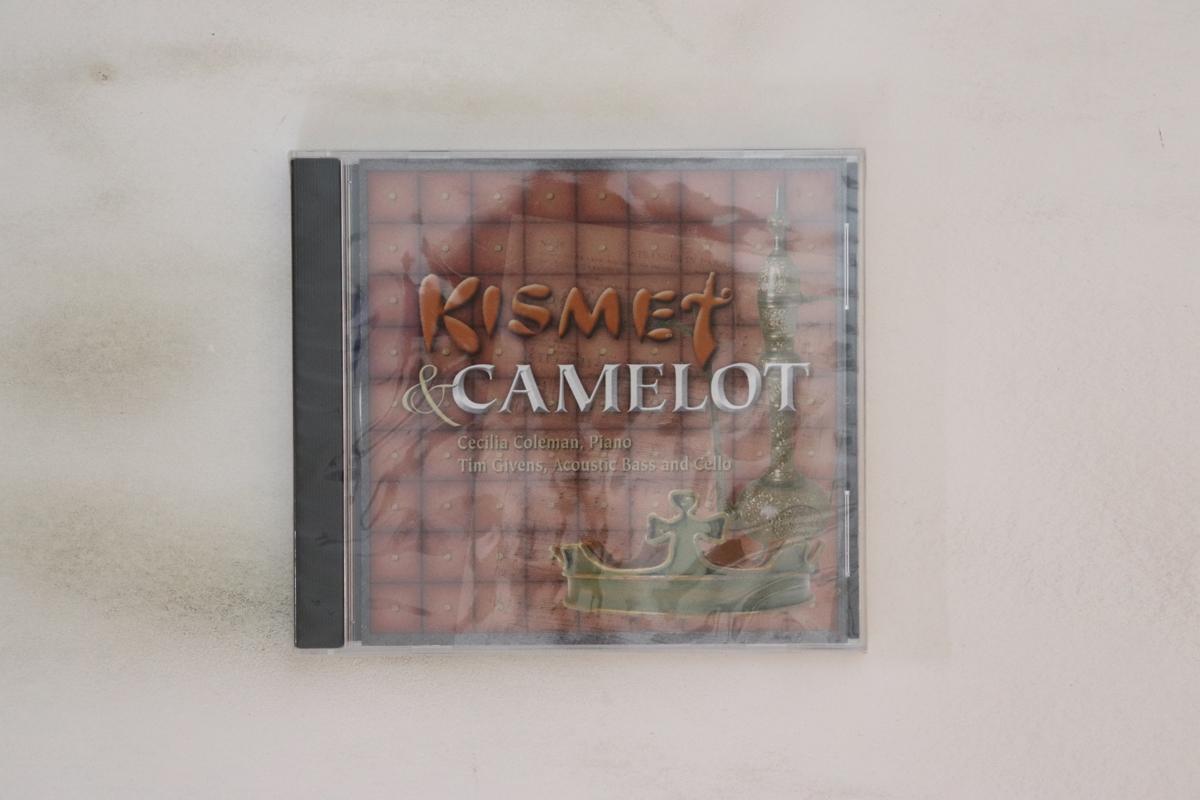 KISMET
& CAMELOT
Cecilia Coleman, Piano
Tim Givens, Acoustic Bass and Cello